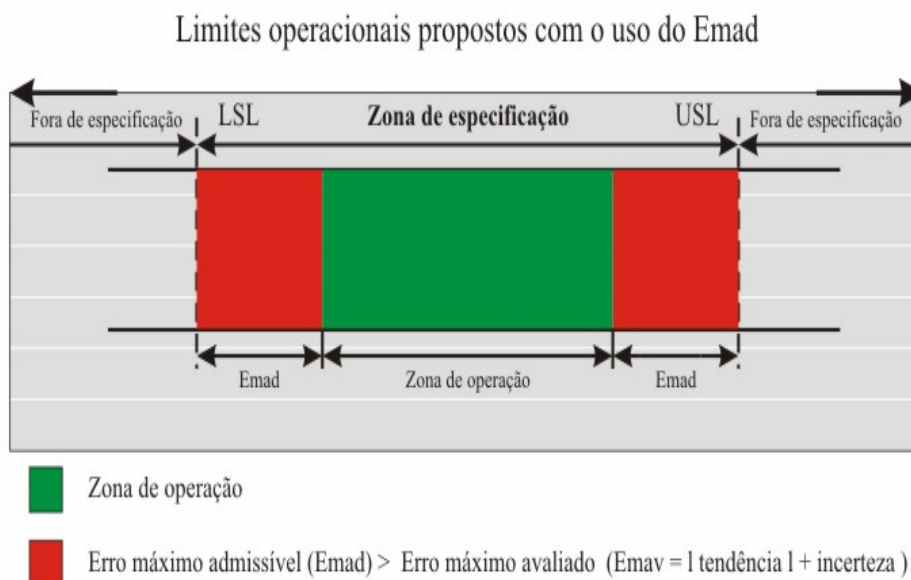 Limites operacionais propostos com o uso do Emad
Fora de especificação LSL Zona de especificação USL Fora de especificação
Emad Zona de operação Emad
Zona de operação
Erro máximo admissível (Emad) > Erro máximo avaliado (Emav = l tendência l + incerteza )